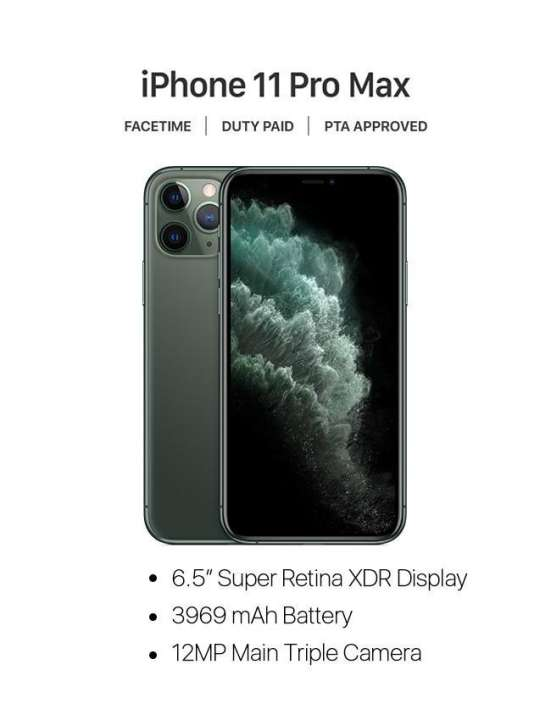 iPhone 11 Pro Max
FACETIME | DUTY PAID | PTA APPROVED
• 6.5” Super Retina XDR Display
• 3969 mAh Battery
• 12MP Main Triple Camera